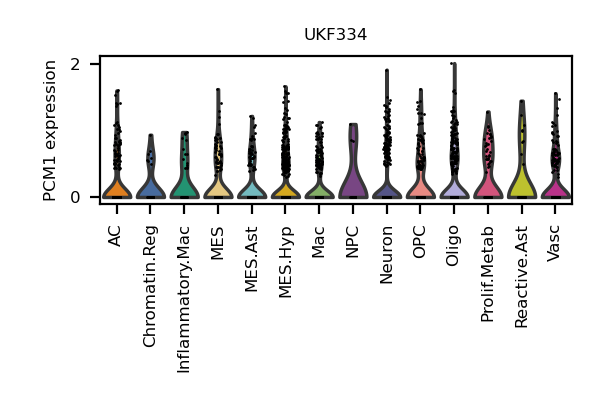 UKF334
PCM1 expression
2
0
AC
Chromatin.Reg
Inflammatory.Mac
MES
MES.Ast
MES.Hyp
Mac
NPC
Neuron
OPC
Oligo
Prolif.Metab
Reactive.Ast
Vasc